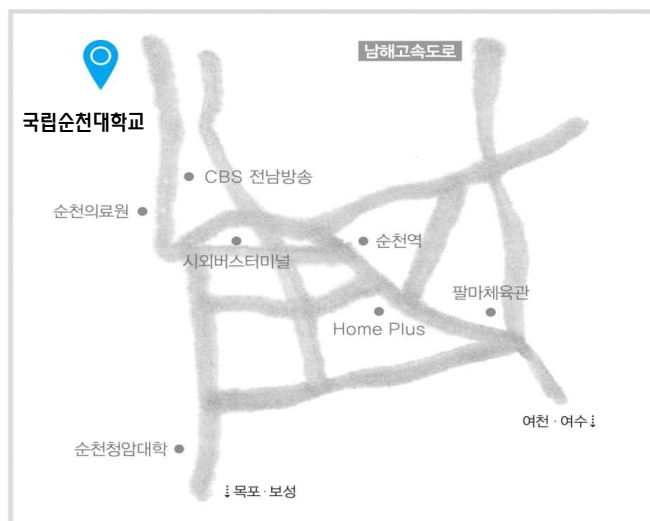 남해고속도로
국립순천대학교
CBS 전남방송
순천의료원
순천역
시외버스터미널
팔마체육관
Home Plus
여천 · 여수
순천청암대학
목포 · 보성